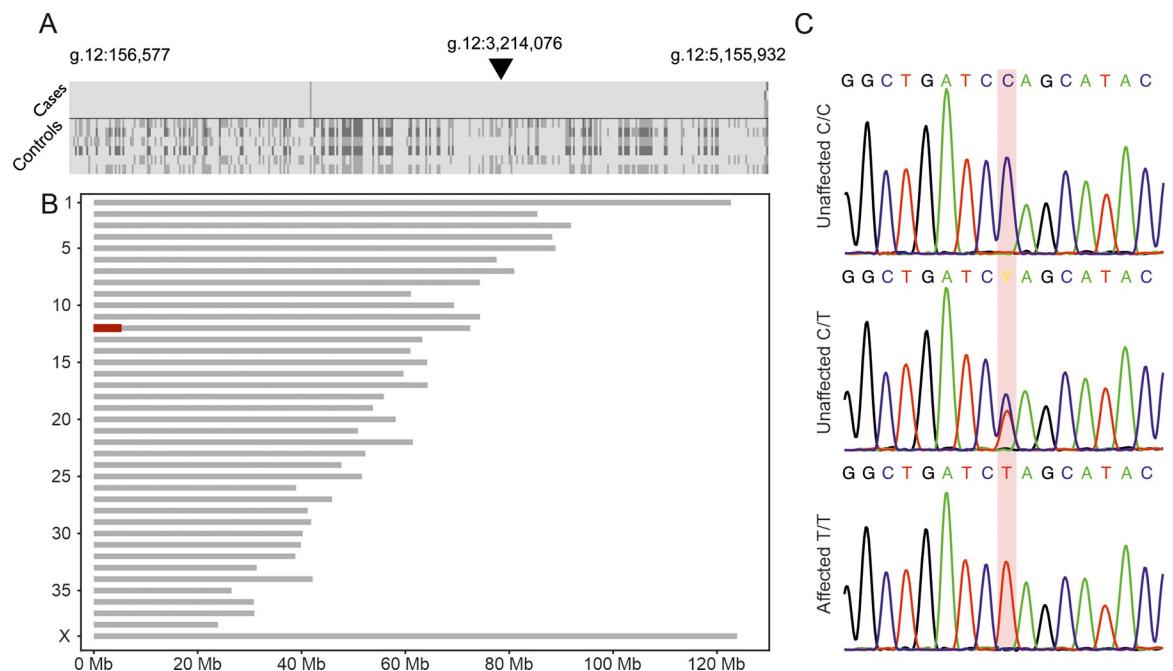 A
g.12:156,577
g.12:3,214,076
g.12:5,155,932
Cases
Controls
B
1
5
10
15
20
25
30
35
X
0 Mb
20 Mb
40 Mb
60 Mb
80 Mb
100 Mb
120 Mb
C
G G C T G A T C C A G C A T A C
Unaffected C/C
G G C T G A T C Y A G C A T A C
Unaffected C/T
G G C T G A T C T A G C A T A C
Affected T/T